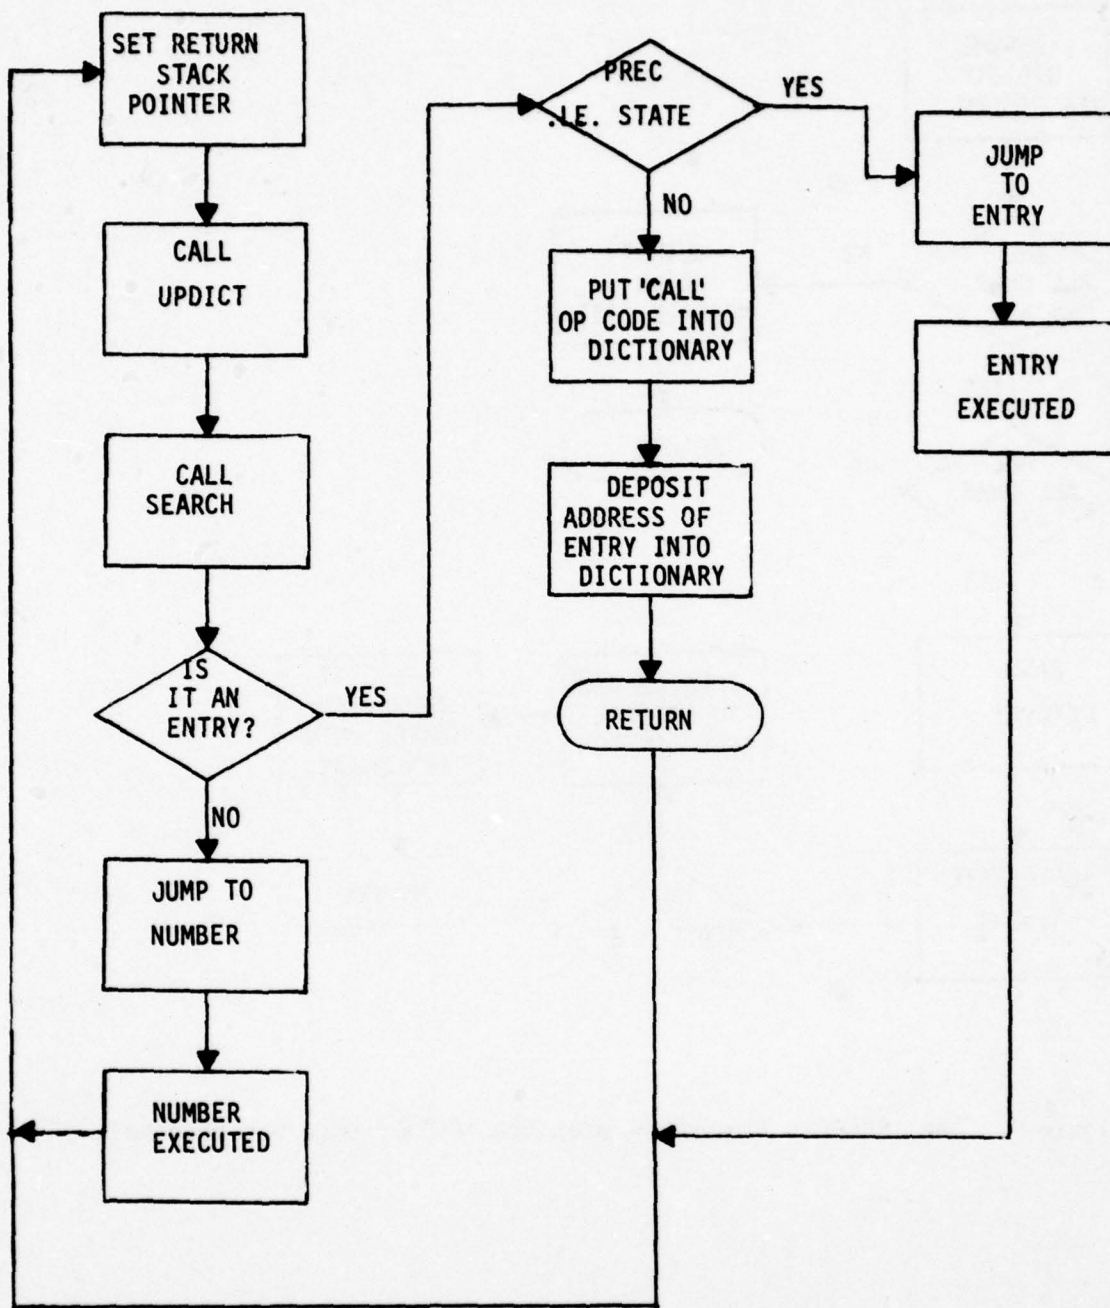 SET RETURN
STACK
POINTER
CALL
UPDICT
CALL
SEARCH
IS
IT AN
ENTRY?
YES
NO
JUMP TO
NUMBER
NUMBER
EXECUTED
PREC
.LE. STATE
YES
NO
PUT 'CALL'
OP CODE INTO
DICTIONARY
DEPOSIT
ADDRESS OF
ENTRY INTO
DICTIONARY
RETURN
JUMP
TO
ENTRY
ENTRY
EXECUTED